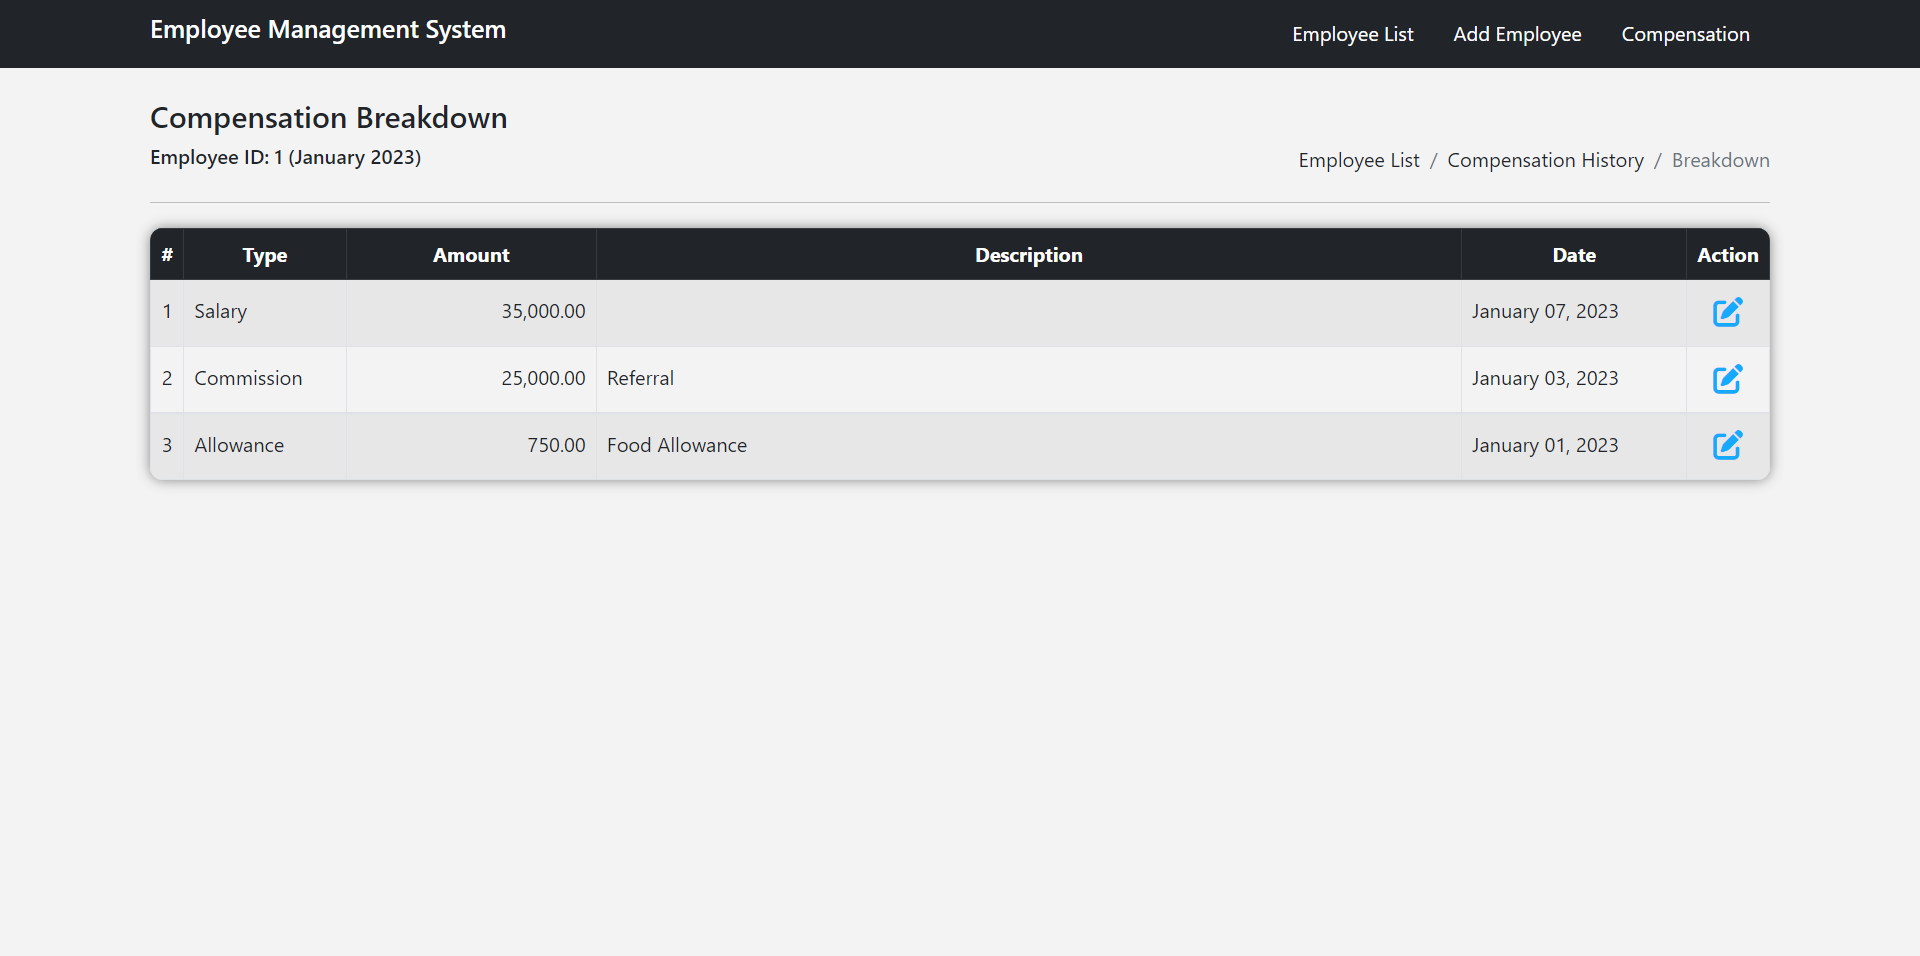 Employee Management System
Employee List Add Employee Compensation
Compensation Breakdown
Employee ID: 1 (January 2023)
Employee List / Compensation History / Breakdown
# Type Amount Description Date Action
1 Salary 35,000.00 January 07, 2023
2 Commission 25,000.00 Referral January 03, 2023
3 Allowance 750.00 Food Allowance January 01, 2023